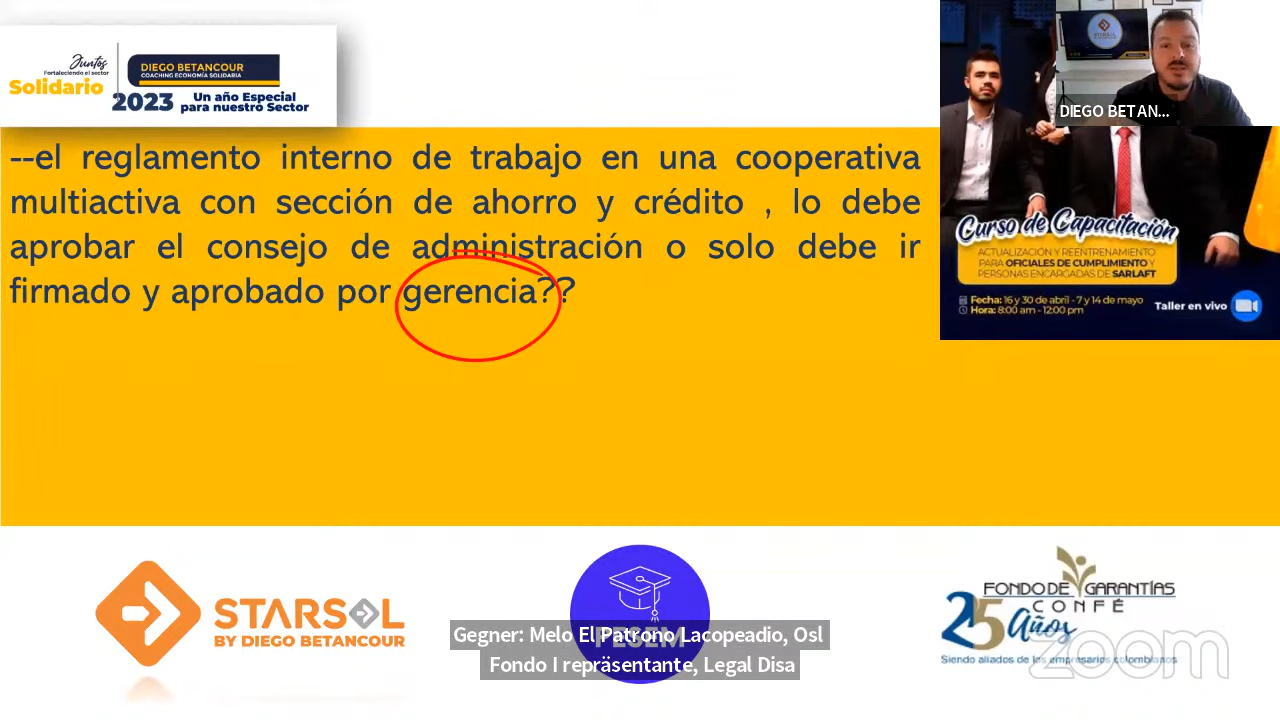 Juntos
Fortaleciendo el sector
Solidario
DIEGO BETANCOUR
COACHING ECONOMÍA SOLIDARIA
2023 Un año Especial
para nuestro Sector
--el reglamento interno de trabajo en una cooperativa
multiactiva con sección de ahorro y crédito , lo debe
aprobar el consejo de administración o solo debe ir
firmado y aprobado por gerencia??
DIEGO BETAN...
Curso de Capacitación
ACTUALIZACIÓN Y REENTRENAMIENTO
PARA OFICIALES DE CUMPLIMIENTO Y
PERSONAS ENCARGADAS DE SARLAFT
Fecha: 16 y 30 de abril - 7 y 14 de mayo
Hora: 8:00 am - 12:00 pm
Taller en vivo
STARSOL
BY DIEGO BETANCOUR
Gegner: Melo El Patrono Lacopeadio, Osl
Fondo I repräsentante, Legal Disa
FONDO DE GARANTÍAS
CONFÉ
25 Años
Siendo aliados de los empresarios colombianos
zoom